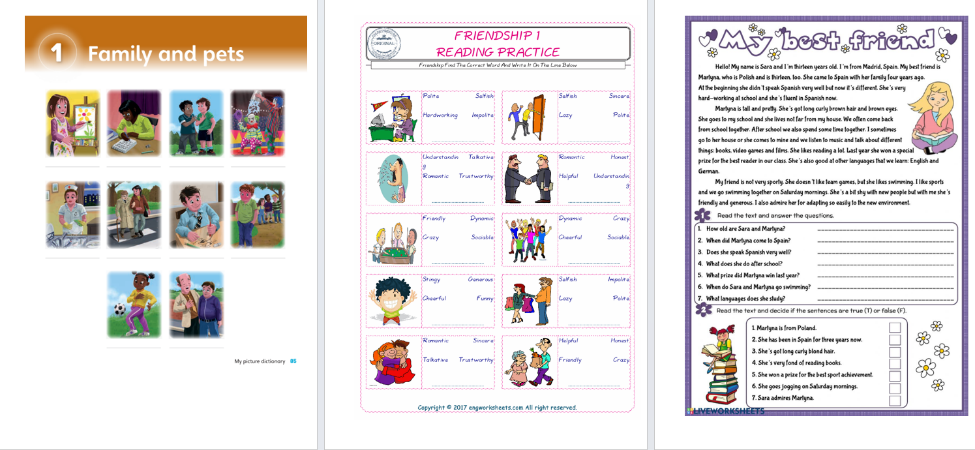 1 Family and pets
My picture dictionary 85
FRIENDSHIP 1
READING PRACTICE
Friendship Find The Correct Word And Write It On The Line Below
ORIGINAL
Polite Selfish
Hardworking Impolite
Selfish Sincere
Lazy Polite
Understandin Talkative
g
Romantic Trustworthy
Romantic Honest
Helpful Understandin
g
Friendly Dynamic
Crazy Sociable
Dynamic Crazy
Cheerful Sociable
Stingy Generous
Cheerful Funny
Selfish Impolite
Lazy Polite
Romantic Sincere
Talkative Trustworthy
Helpful Honest
Friendly Crazy
Copyright © 2017 engworksheets.com All right reserved.
My best friend
Hello! My name is Sara and I'm thirteen years old. I'm from Madrid, Spain. My best friend is
Martyna, who is Polish and is thirteen, too. She came to Spain with her family four years ago.
At the beginning she didn't speak Spanish very well but now it's different. She's very
hard-working at school and she's fluent in Spanish now.
Martyna is tall and pretty. She's got long curly brown hair and brown eyes.
She goes to my school and she lives not far from my house. We often come back
from school together. After school we also spend some time together. I sometimes
go to her house or she comes to mine and we listen to music and talk about different
things: books, video games and films. She likes reading a lot. Last year she won a special
prize for the best reader in our class. She's also good at other languages that we learn: English and
German.
My friend is not very sporty. She doesn't like team games, but she likes swimming. I like sports
and we go swimming together on Saturday mornings. She's a bit shy with new people but with me she's
friendly and generous. I also admire her for adapting so easily to the new environment.
1 Read the text and answer the questions.
1. How old are Sara and Martyna?
2. When did Martyna come to Spain?
3. Does she speak Spanish very well?
4. What does she do after school?
5. What prize did Martyna win last year?
6. When do Sara and Martyna go swimming?
7. What languages does she study?
2 Read the text and decide if the sentences are true (T) or false (F).
1. Martyna is from Poland.
2. She has been in Spain for three years now.
3. She's got long curly blond hair.
4. She's very fond of reading books.
5. She won a prize for the best sport achievement.
6. She goes jogging on Saturday mornings.
7. Sara admires Martyna.
LIVEWORKSHEETS